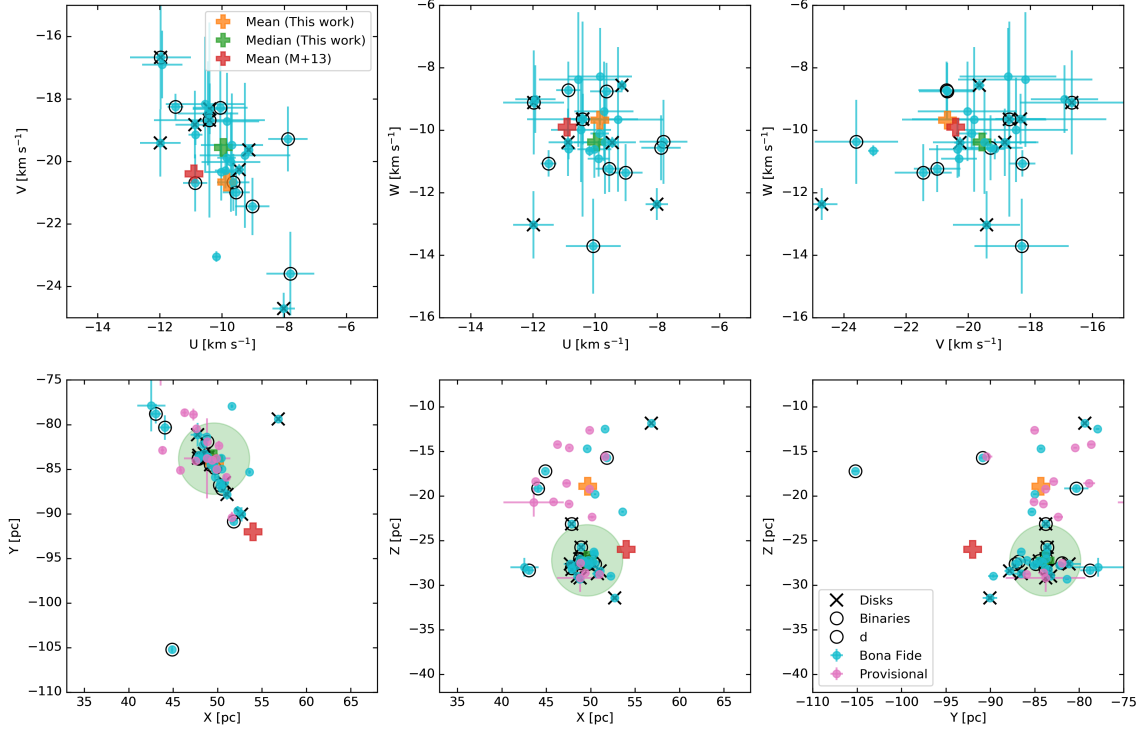 Mean (This work)
Median (This work)
Mean (M+13)
−16
−18
−20
−22
−24
V [km s⁻¹]
−14 −12 −10 −8 −6
U [km s⁻¹]
−6
−8
−10
−12
−14
−16
W [km s⁻¹]
−14 −12 −10 −8 −6
U [km s⁻¹]
−6
−8
−10
−12
−14
−16
W [km s⁻¹]
−24 −22 −20 −18 −16
V [km s⁻¹]
−75
−80
−85
−90
−95
−100
−105
−110
Y [pc]
35 40 45 50 55 60 65
X [pc]
−10
−15
−20
−25
−30
−35
−40
Z [pc]
35 40 45 50 55 60 65
X [pc]
−10
−15
−20
−25
−30
−35
−40
Z [pc]
Disks
Binaries
d
Bona Fide
Provisional
−110 −105 −100 −95 −90 −85 −80 −75
Y [pc]